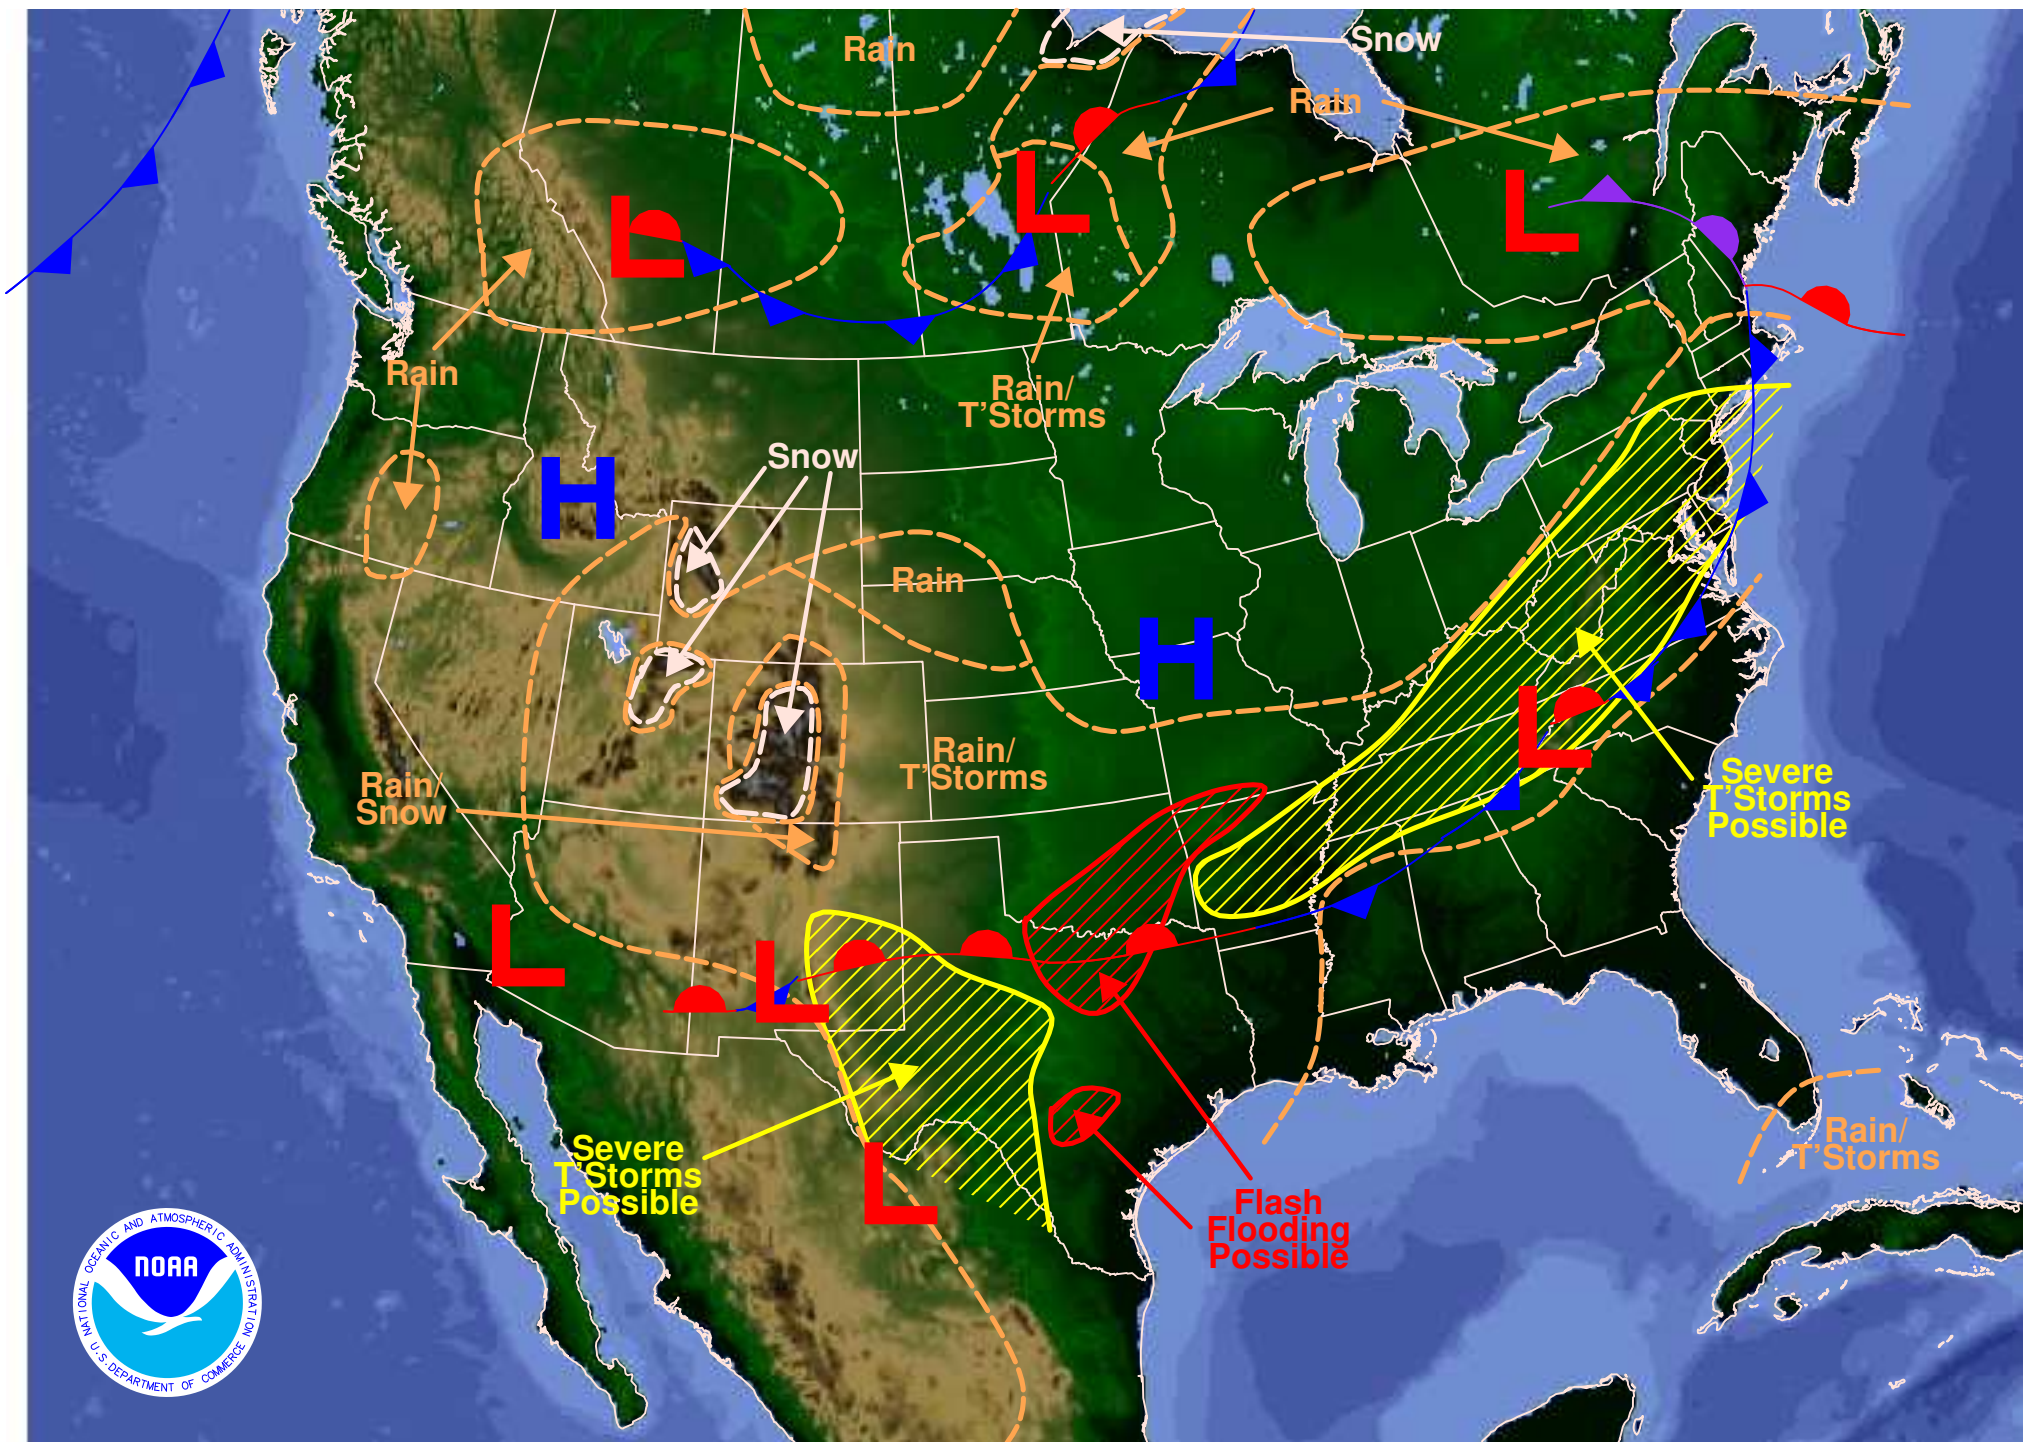 Rain
Snow
Rain
Rain
Rain/
T'Storms
Snow
Rain
Rain/
T'Storms
Rain/
Snow
Severe
T'Storms
Possible
Severe
T'Storms
Possible
Rain/
T'Storms
Flash
Flooding
Possible
L
L
L
H
H
L
L
L
L
NATIONAL OCEANIC AND ATMOSPHERIC ADMINISTRATION
NOAA
U.S. DEPARTMENT OF COMMERCE